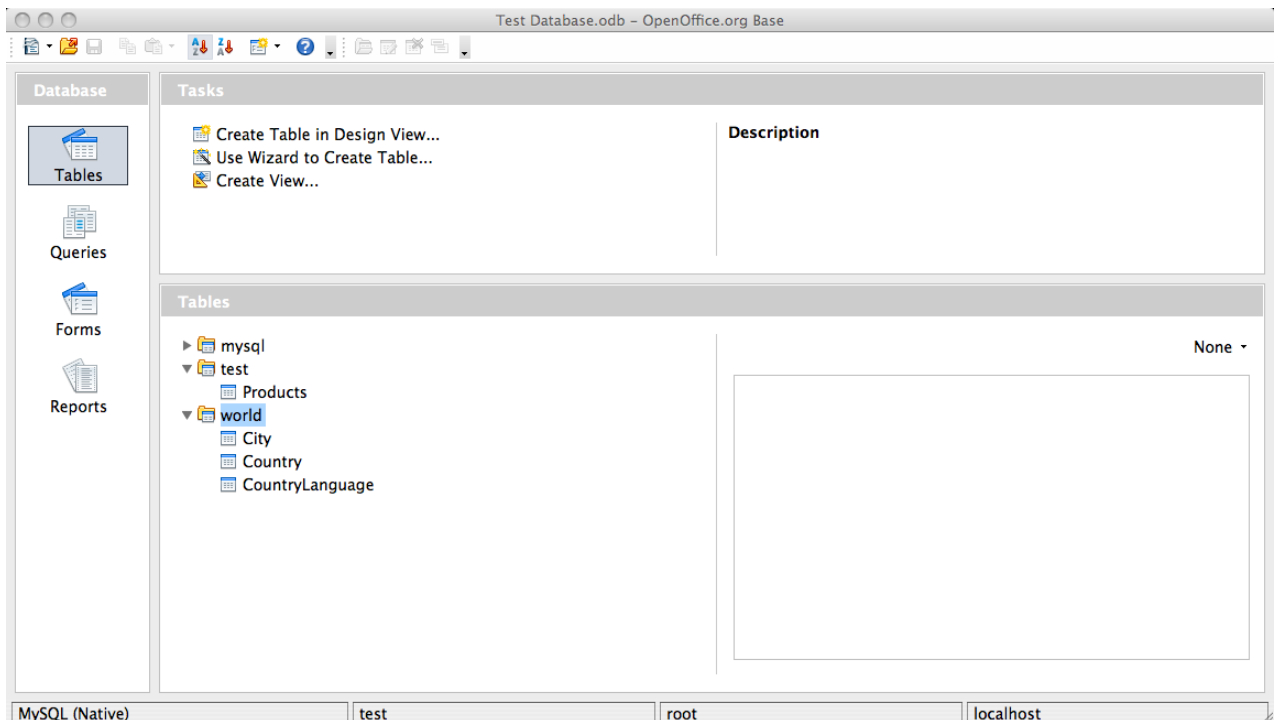 Test Database.odb – OpenOffice.org Base
Database
Tables
Queries
Forms
Reports
Tasks
Create Table in Design View...
Use Wizard to Create Table...
Create View...
Description
Tables
mysql
test
Products
world
City
Country
CountryLanguage
None
MySQL (Native)
test
root
localhost